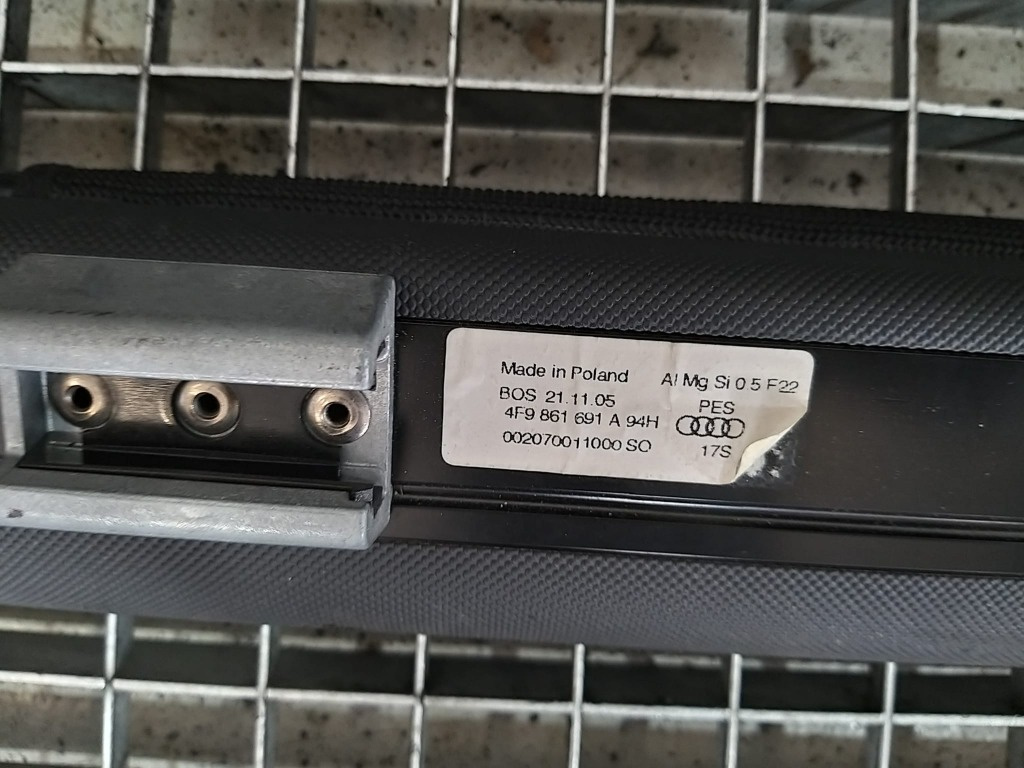 Made in Poland Al Mg Si 0 5 F22
BOS 21.11.05 PES
4F9 861 691 A 94H
002070011000 SO 17S